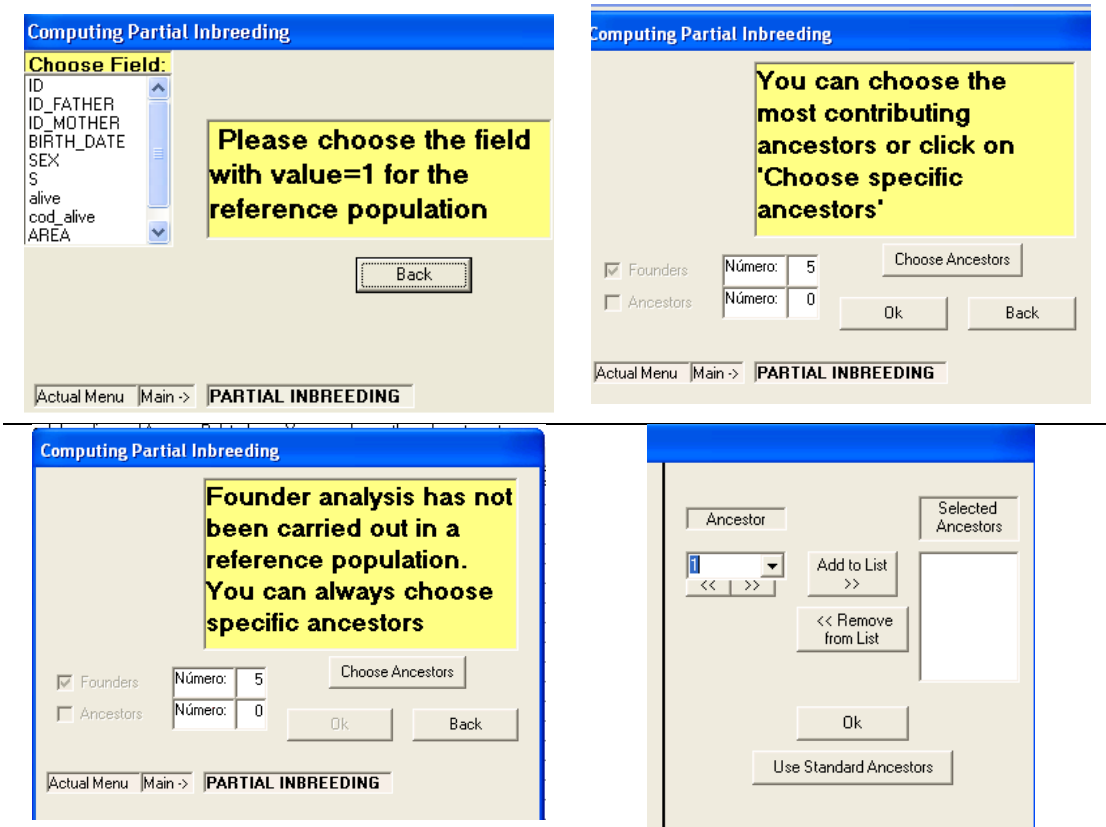 Computing Partial Inbreeding
Choose Field:
ID
ID_FATHER
ID_MOTHER
BIRTH_DATE
SEX
S
alive
cod_alive
AREA
Please choose the field
with value=1 for the
reference population
Back
Actual Menu Main -> PARTIAL INBREEDING
Computing Partial Inbreeding
You can choose the
most contributing
ancestors or click on
'Choose specific
ancestors'
Founders Número: 5
Choose Ancestors
Ancestors Número: 0
Ok Back
Actual Menu Main -> PARTIAL INBREEDING
Computing Partial Inbreeding
Founder analysis has not
been carried out in a
reference population.
You can always choose
specific ancestors
Founders Número: 5
Choose Ancestors
Ancestors Número: 0
Ok Back
Actual Menu Main -> PARTIAL INBREEDING
Ancestor
Selected
Ancestors
1
<< >>
Add to List
>>
<< Remove
from List
Ok
Use Standard Ancestors